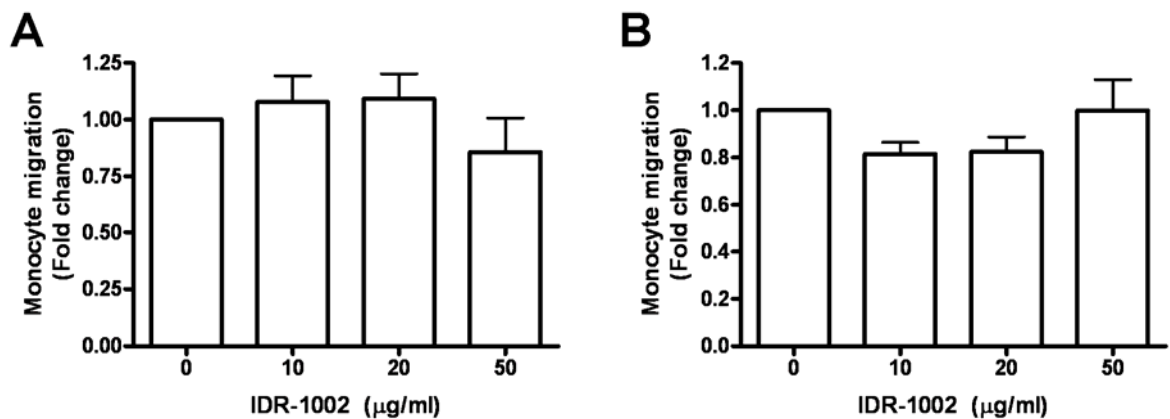 A
Monocyte migration
(Fold change)
1.25
1.00
0.75
0.50
0.25
0.00
0 10 20 50
IDR-1002 (μg/ml)
B
Monocyte migration
(Fold change)
1.2
1.0
0.8
0.6
0.4
0.2
0.0
0 10 20 50
IDR-1002 (μg/ml)